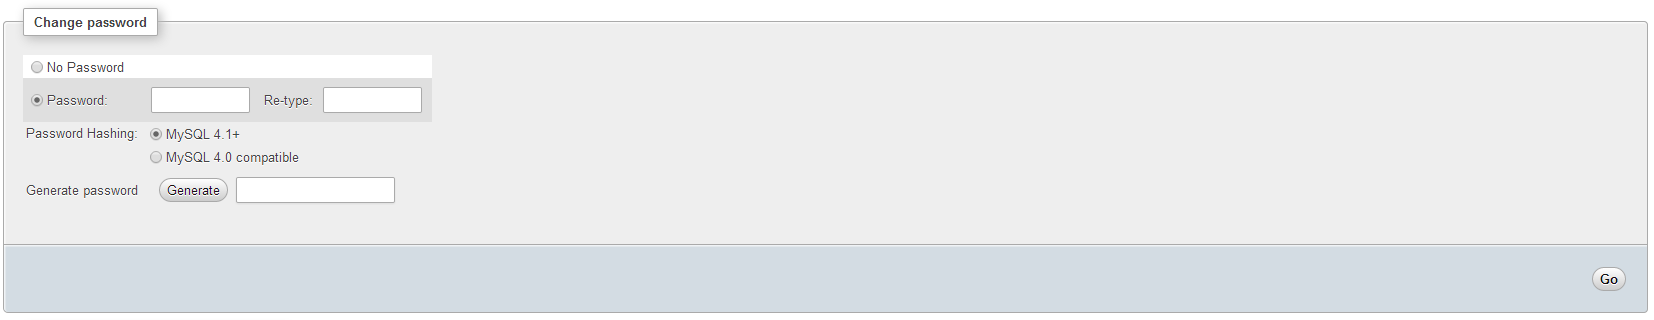 Change password
No Password
Password: Re-type:
Password Hashing: MySQL 4.1+
MySQL 4.0 compatible
Generate password Generate
Go